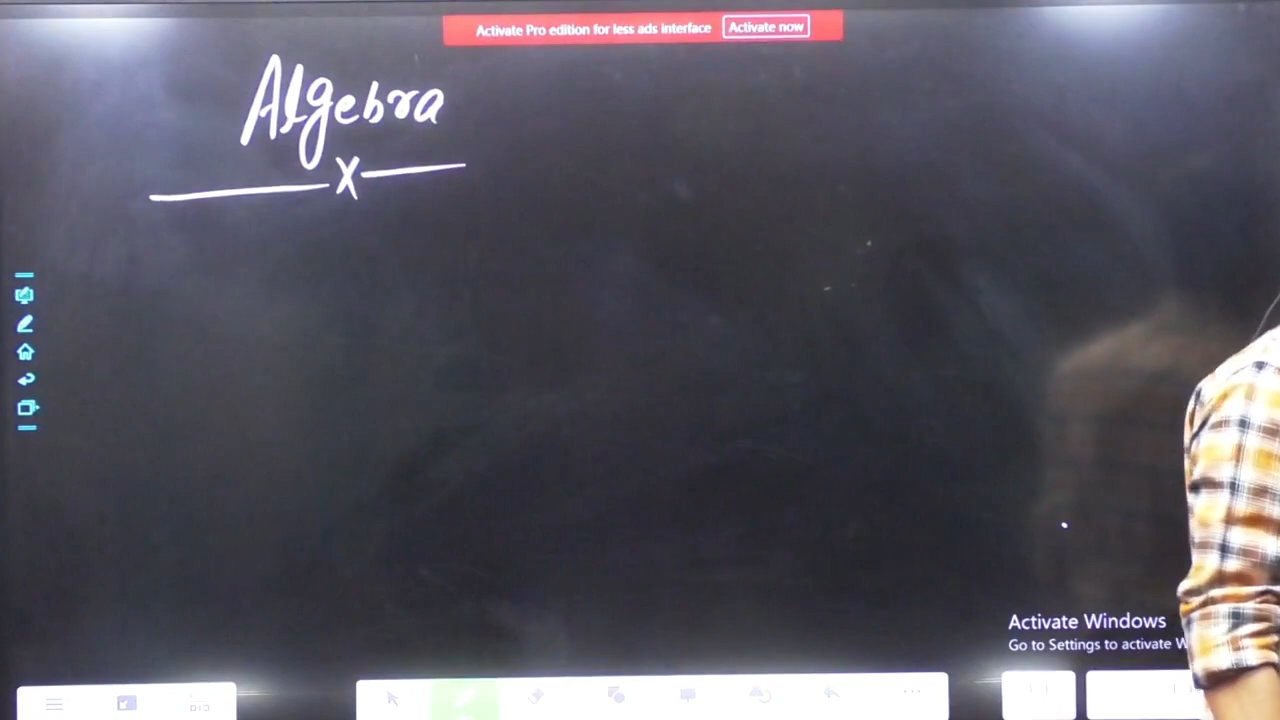 Activate Pro edition for less ads interface Activate now
Algebra
x
Activate Windows
Go to Settings to activate